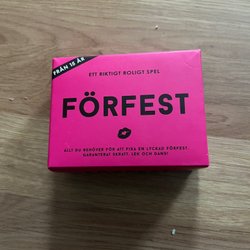 FRÅN 15 ÅR
ETT RIKTIGT ROLIGT SPEL
FÖRFEST
ALLT DU BEHÖVER FÖR ATT FIXA EN LYCKAD FÖRFEST.
GARANTERAT SKRATT, LEK OCH DANS!